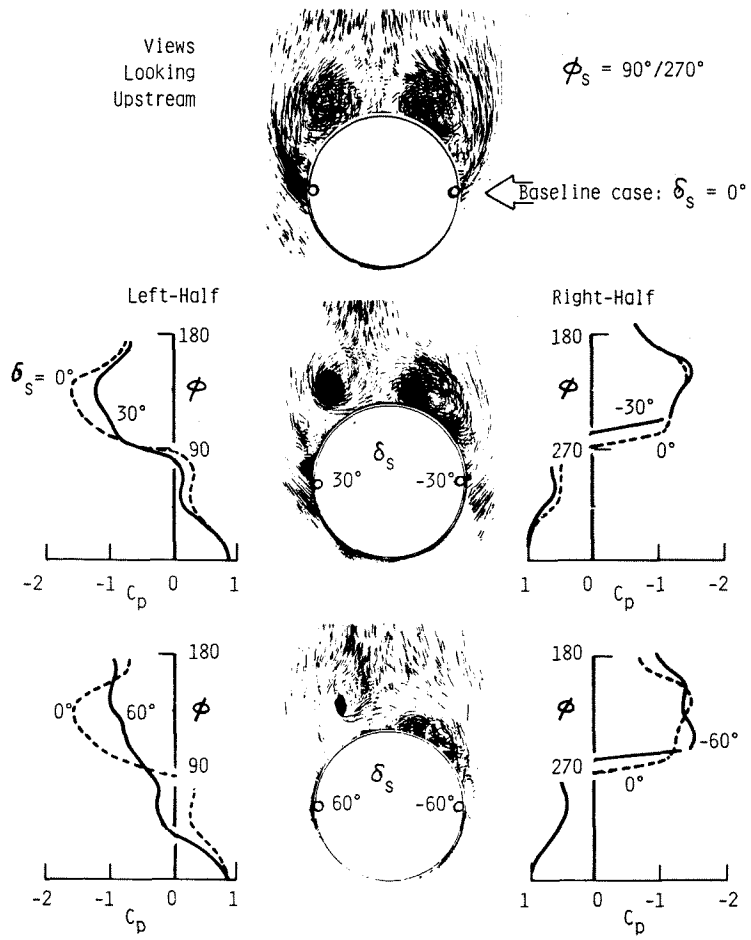 Views
Looking
Upstream
ϕs = 90°/270°
Baseline case: δs = 0°
Left-Half
Right-Half
180
δs = 0°
ϕ
30°
90
-2
-1
0
1
Cp
δs
30°
-30°
180
ϕ
-30°
270
0°
1
0
-1
-2
Cp
180
0°
60°
ϕ
90
-2
-1
0
1
Cp
δs
60°
-60°
180
ϕ
-60°
270
0°
1
0
-1
-2
Cp